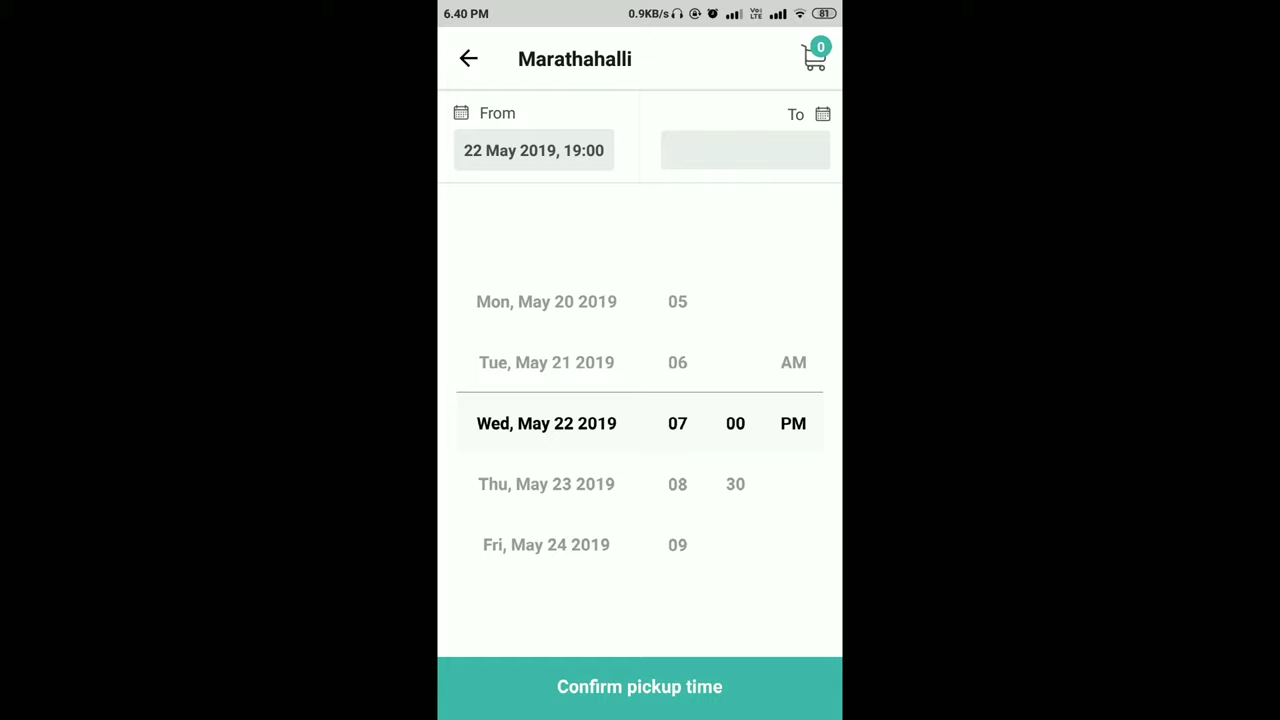 6.40 PM 0.9KB/s Vo) LTE 81
Marathahalli 0
From To
22 May 2019, 19:00
Mon, May 20 2019 05
Tue, May 21 2019 06 AM
Wed, May 22 2019 07 00 PM
Thu, May 23 2019 08 30
Fri, May 24 2019 09
Confirm pickup time